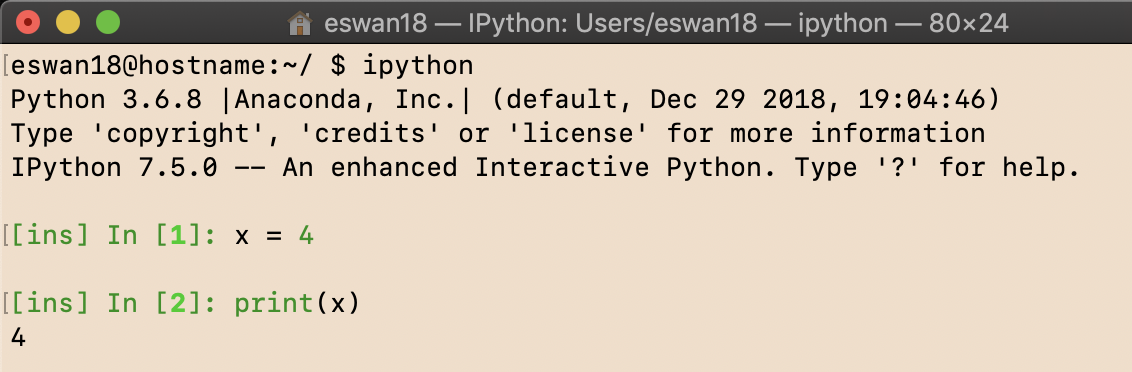 eswan18 — IPython: Users/eswan18 — ipython — 80×24
[eswan18@hostname:~/ $ ipython
Python 3.6.8 |Anaconda, Inc.| (default, Dec 29 2018, 19:04:46)
Type 'copyright', 'credits' or 'license' for more information
IPython 7.5.0 -- An enhanced Interactive Python. Type '?' for help.
[[ins] In [1]: x = 4
[[ins] In [2]: print(x)
4